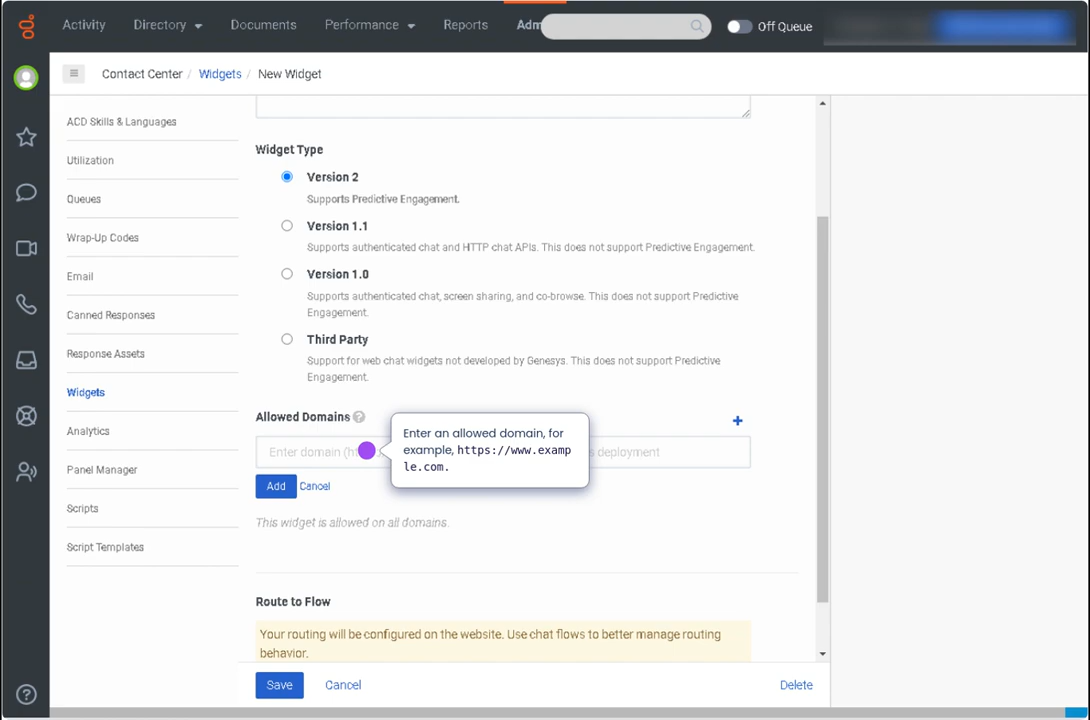 Activity Directory Documents Performance Reports Adm Off Queue
Contact Center / Widgets / New Widget
ACD Skills & Languages
Utilization
Queues
Wrap-Up Codes
Email
Canned Responses
Response Assets
Widgets
Analytics
Panel Manager
Scripts
Script Templates
Widget Type
Version 2
Supports Predictive Engagement.
Version 1.1
Supports authenticated chat and HTTP chat APIs. This does not support Predictive Engagement.
Version 1.0
Supports authenticated chat, screen sharing, and co-browse. This does not support Predictive
Engagement.
Third Party
Support for web chat widgets not developed by Genesys. This does not support Predictive
Engagement.
Allowed Domains ?
Enter domain (ht s deployment
Enter an allowed domain, for
example, https://www.examp
le.com.
Add Cancel
This widget is allowed on all domains.
Route to Flow
Your routing will be configured on the website. Use chat flows to better manage routing
behavior.
Save Cancel Delete